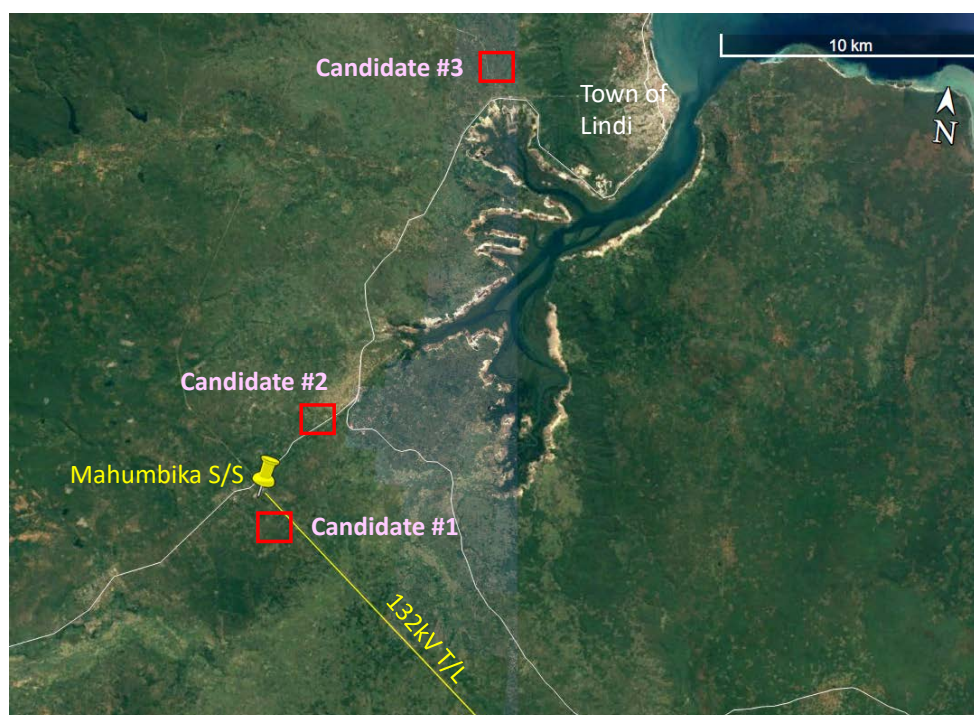 10 km
Candidate #3
Town of
Lindi
N
Candidate #2
Mahumbika S/S
Candidate #1
132kV T/L